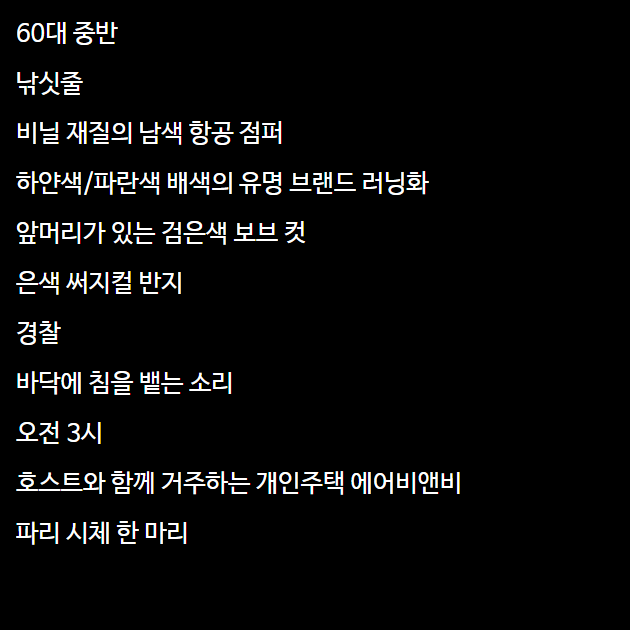 60대 중반
낚싯줄
비닐 재질의 남색 항공 점퍼
하얀색/파란색 배색의 유명 브랜드 러닝화
앞머리가 있는 검은색 보브 컷
은색 써지컬 반지
경찰
바닥에 침을 뱉는 소리
오전 3시
호스트와 함께 거주하는 개인주택 에어비앤비
파리 시체 한 마리